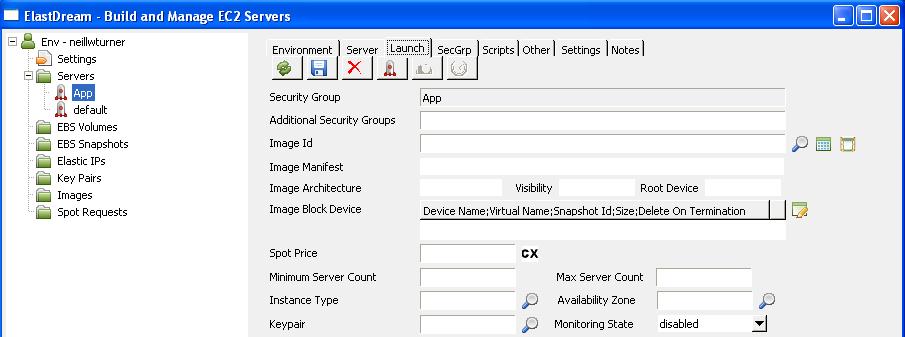 ElastDream - Build and Manage EC2 Servers
Env - neillwturner
Settings
Servers
App
default
EBS Volumes
EBS Snapshots
Elastic IPs
Key Pairs
Images
Spot Requests
Environment Server Launch SecGrp Scripts Other Settings Notes
Security Group App
Additional Security Groups
Image Id
Image Manifest
Image Architecture Visibility Root Device
Image Block Device Device Name;Virtual Name;Snapshot Id;Size;Delete On Termination
Spot Price CX
Minimum Server Count Max Server Count
Instance Type Availability Zone
Keypair Monitoring State disabled